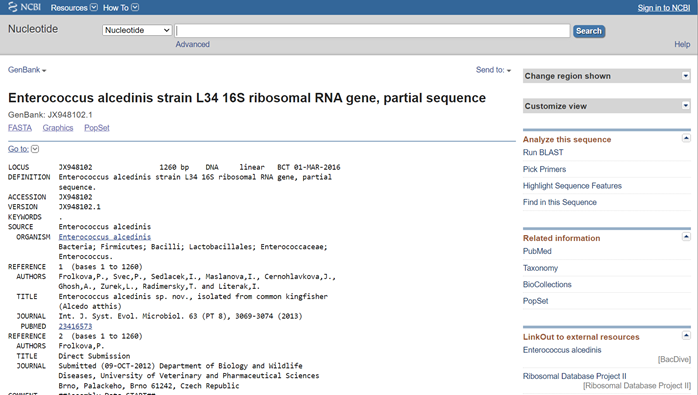 NCBI Resources How To Sign in to NCBI
Nucleotide Nucleotide Search
Advanced Help
GenBank Send to:
Change region shown
Customize view
Enterococcus alcedinis strain L34 16S ribosomal RNA gene, partial sequence
GenBank: JX948102.1
FASTA Graphics PopSet
Go to:
LOCUS JX948102 1260 bp DNA linear BCT 01-MAR-2016
DEFINITION Enterococcus alcedinis strain L34 16S ribosomal RNA gene, partial
sequence.
ACCESSION JX948102
VERSION JX948102.1
KEYWORDS .
SOURCE Enterococcus alcedinis
ORGANISM Enterococcus alcedinis
Bacteria; Firmicutes; Bacilli; Lactobacillales; Enterococcaceae;
Enterococcus.
REFERENCE 1 (bases 1 to 1260)
AUTHORS Frolkova,P., Svec,P., Sedlacek,I., Maslanova,I., Cernohlavkova,J.,
Ghosh,A., Zurek,L., Radimersky,T. and Literak,I.
TITLE Enterococcus alcedinis sp. nov., isolated from common kingfisher
(Alcedo atthis)
JOURNAL Int. J. Syst. Evol. Microbiol. 63 (PT 8), 3069-3074 (2013)
PUBMED 23416573
REFERENCE 2 (bases 1 to 1260)
AUTHORS Frolkova,P.
TITLE Direct Submission
JOURNAL Submitted (09-OCT-2012) Department of Biology and Wildlife
Diseases, University of Veterinary and Pharmaceutical Sciences
Brno, Palackeho, Brno 61242, Czech Republic
Analyze this sequence
Run BLAST
Pick Primers
Highlight Sequence Features
Find in this Sequence
Related information
PubMed
Taxonomy
BioCollections
PopSet
LinkOut to external resources
Enterococcus alcedinis
[BacDive]
Ribosomal Database Project II
[Ribosomal Database Project II]